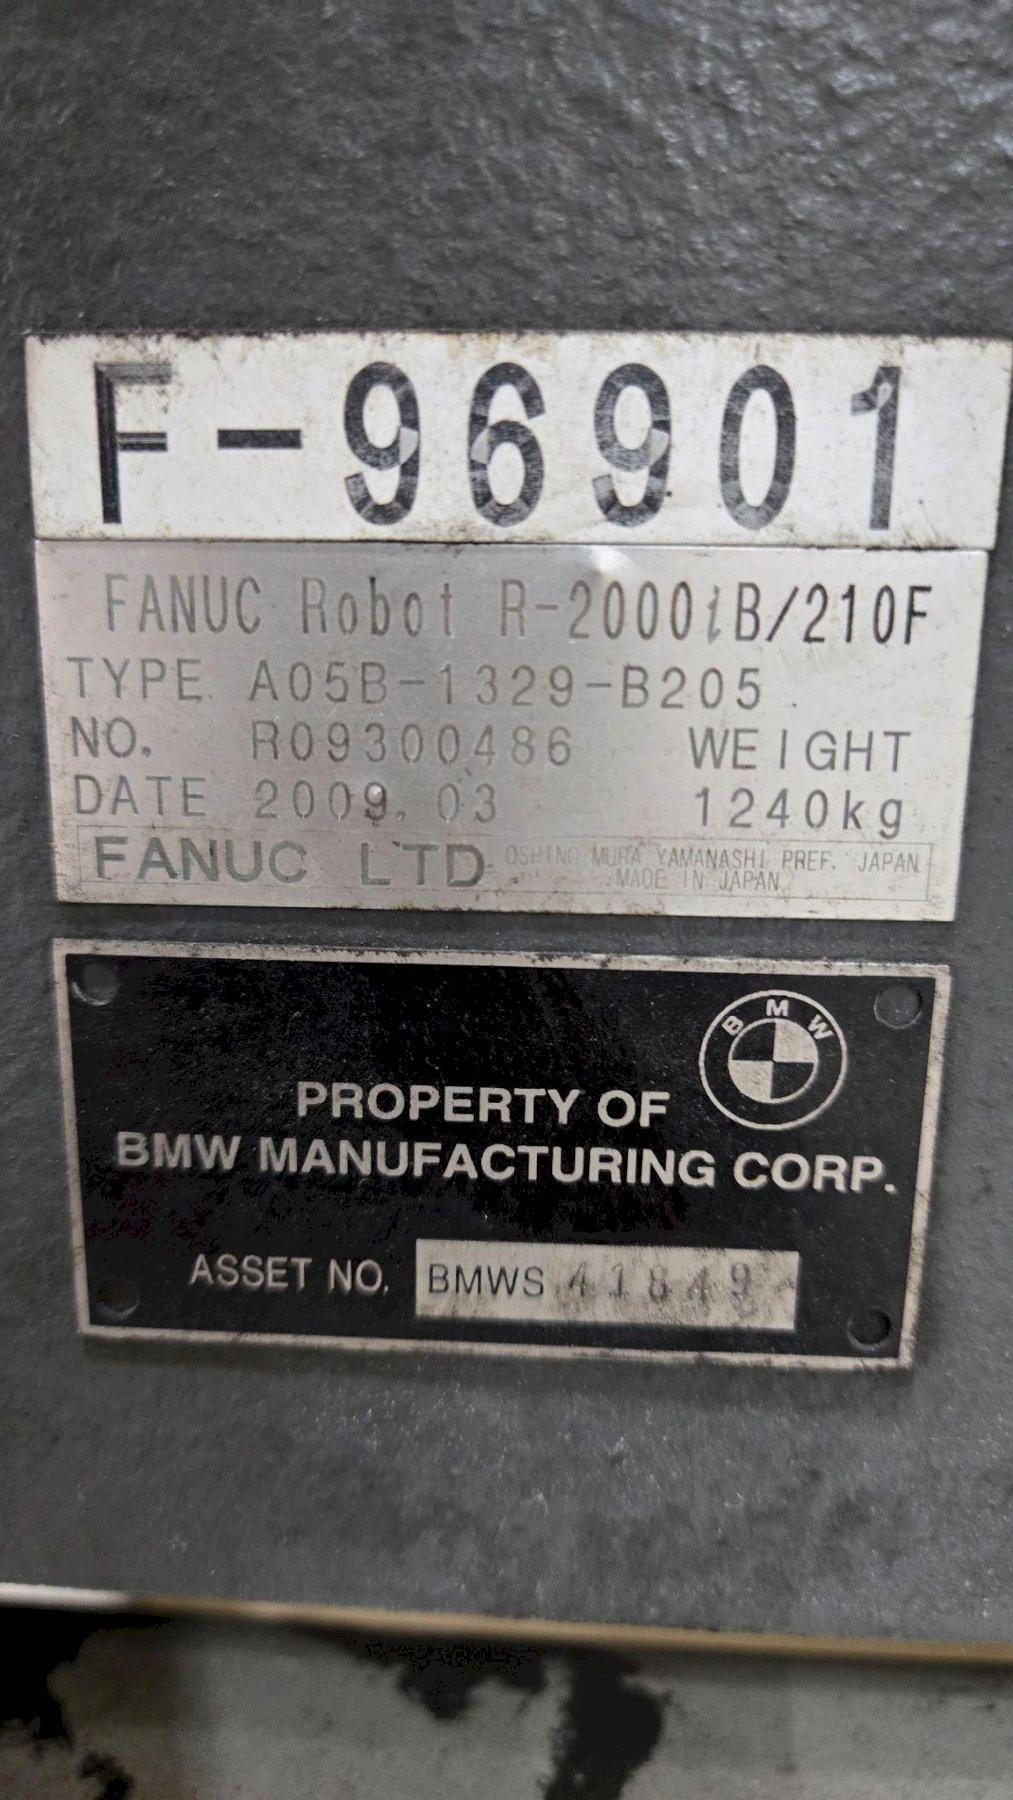 F-96901
FANUC Robot R-2000iB/210F
TYPE A05B-1329-B205
NO. R09300486 WEIGHT
DATE 2009.03 1240kg
FANUC LTD OSHINO-MURA, YAMANASHI PREF. JAPAN
MADE IN JAPAN
BMW
PROPERTY OF
BMW MANUFACTURING CORP.
ASSET NO. BMWS 41849